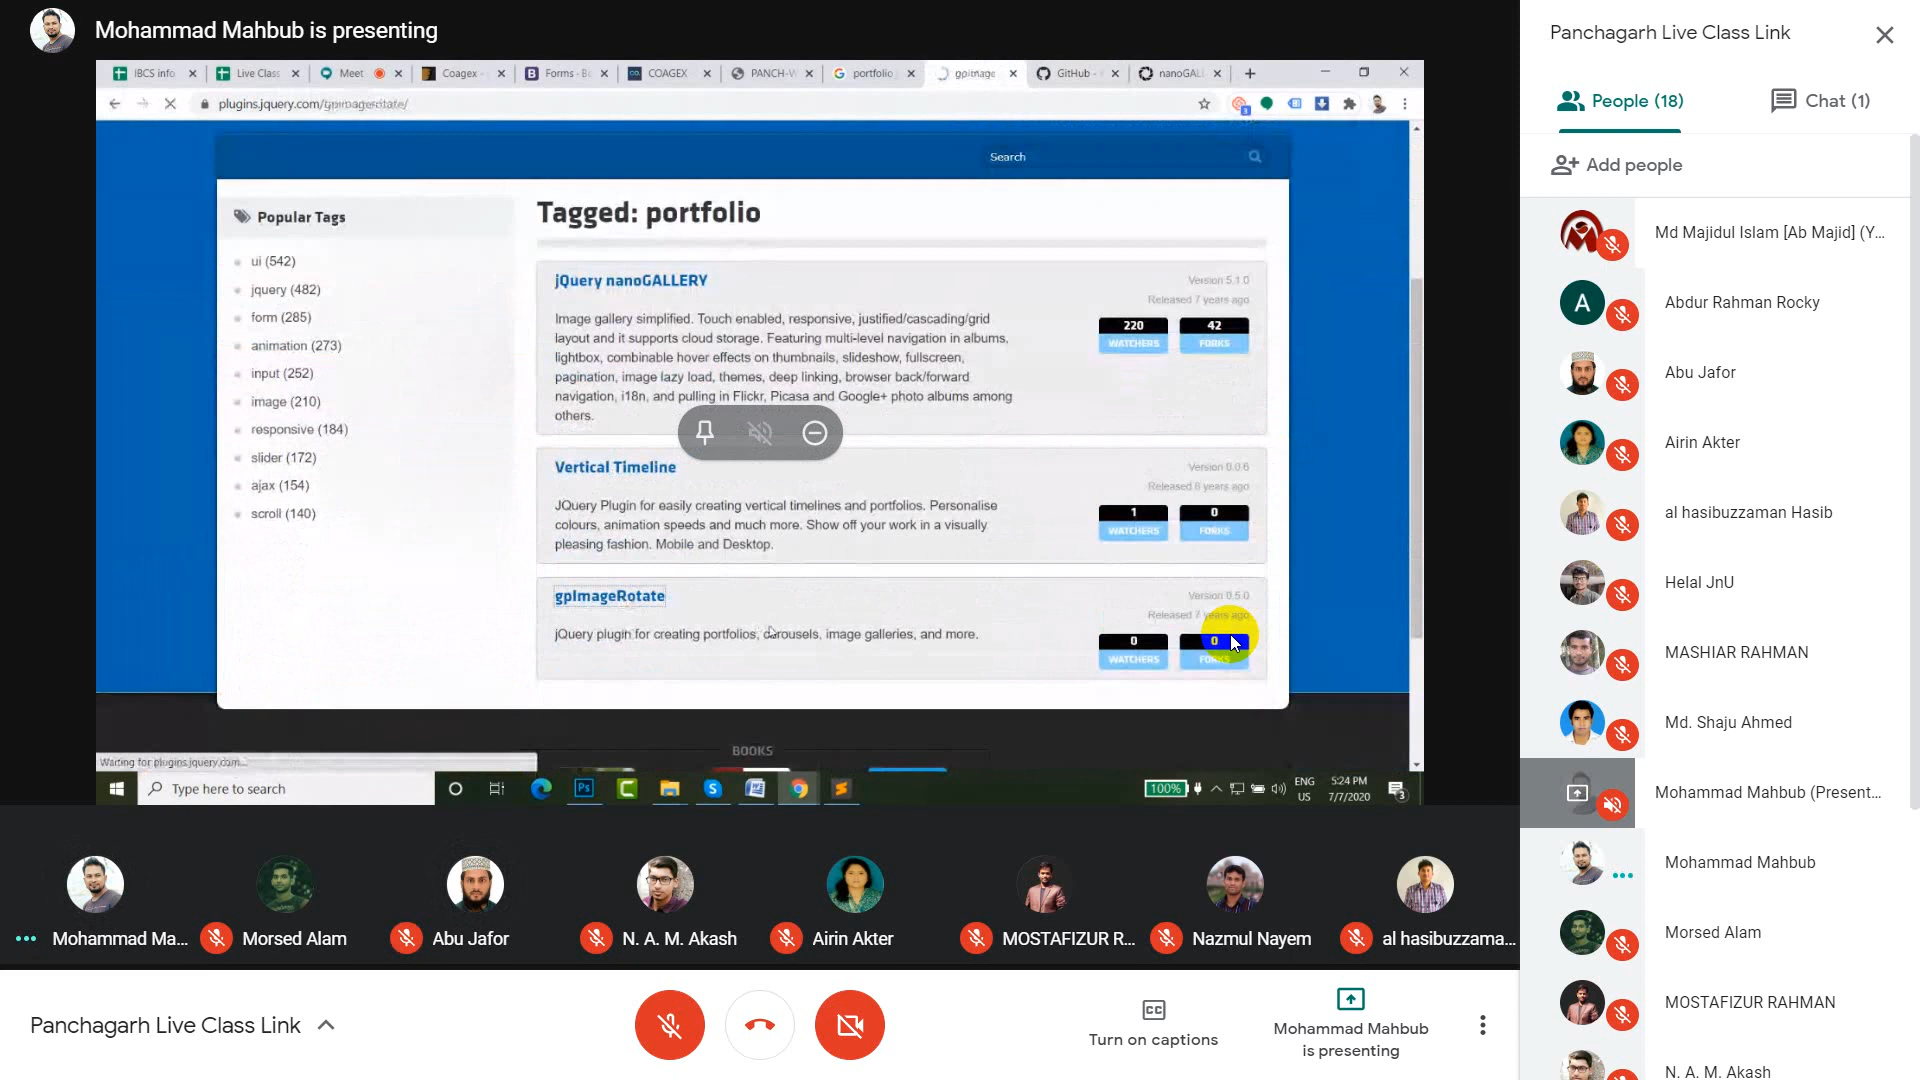 Mohammad Mahbub is presenting
IBCS info
Live Class
Meet
Coagex -
Forms - Bo
COAGEX
PANCH-W
portfolio
gpimage
GitHub -
nanoGAL
plugins.jquery.com/gpimagerotate/
Search
Popular Tags
ui (542)
jquery (482)
form (285)
animation (273)
input (252)
image (210)
responsive (184)
slider (172)
ajax (154)
scroll (140)
Tagged: portfolio
jQuery nanoGALLERY
Version 5.1.0
Released 7 years ago
Image gallery simplified. Touch enabled, responsive, justified/cascading/grid
layout and it supports cloud storage. Featuring multi-level navigation in albums,
lightbox, combinable hover effects on thumbnails, slideshow, fullscreen,
pagination, image lazy load, themes, deep linking, browser back/forward
navigation, i18n, and pulling in Flickr, Picasa and Google+ photo albums among
others.
220 42
WATCHERS FORKS
Vertical Timeline
Version 0.0.6
Released 6 years ago
JQuery Plugin for easily creating vertical timelines and portfolios. Personalise
colours, animation speeds and much more. Show off your work in a visually
pleasing fashion. Mobile and Desktop.
1 0
WATCHERS FORKS
gpImageRotate
Version 0.5.0
Released 7 years ago
jQuery plugin for creating portfolios, carousels, image galleries, and more.
0 0
WATCHERS FORKS
BOOKS
Waiting for plugins.jquery.com...
Type here to search
Ps
100%
ENG
US
5:24 PM
7/7/2020
3
Mohammad Ma...
Morsed Alam
Abu Jafor
N. A. M. Akash
Airin Akter
MOSTAFIZUR R...
Nazmul Nayem
al hasibuzzama...
Panchagarh Live Class Link
CC
Turn on captions
Mohammad Mahbub
is presenting
Panchagarh Live Class Link
People (18)
Chat (1)
Add people
Md Majidul Islam [Ab Majid] (Y...
A
Abdur Rahman Rocky
Abu Jafor
Airin Akter
al hasibuzzaman Hasib
Helal JnU
MASHIAR RAHMAN
Md. Shaju Ahmed
Mohammad Mahbub (Present...
Mohammad Mahbub
Morsed Alam
MOSTAFIZUR RAHMAN
N. A. M. Akash